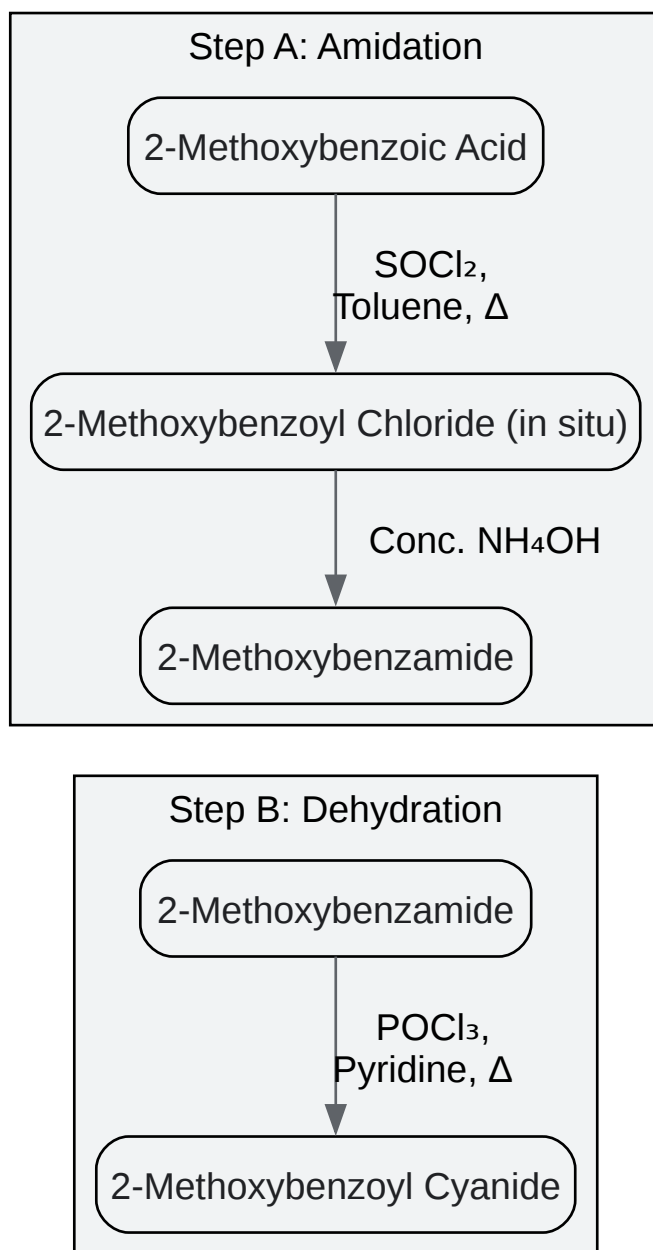 Step A: Amidation
2-Methoxybenzoic Acid
SOCl₂,
Toluene, Δ
2-Methoxybenzoyl Chloride (in situ)
Conc. NH₄OH
2-Methoxybenzamide
Step B: Dehydration
2-Methoxybenzamide
POCl₃,
Pyridine, Δ
2-Methoxybenzoyl Cyanide